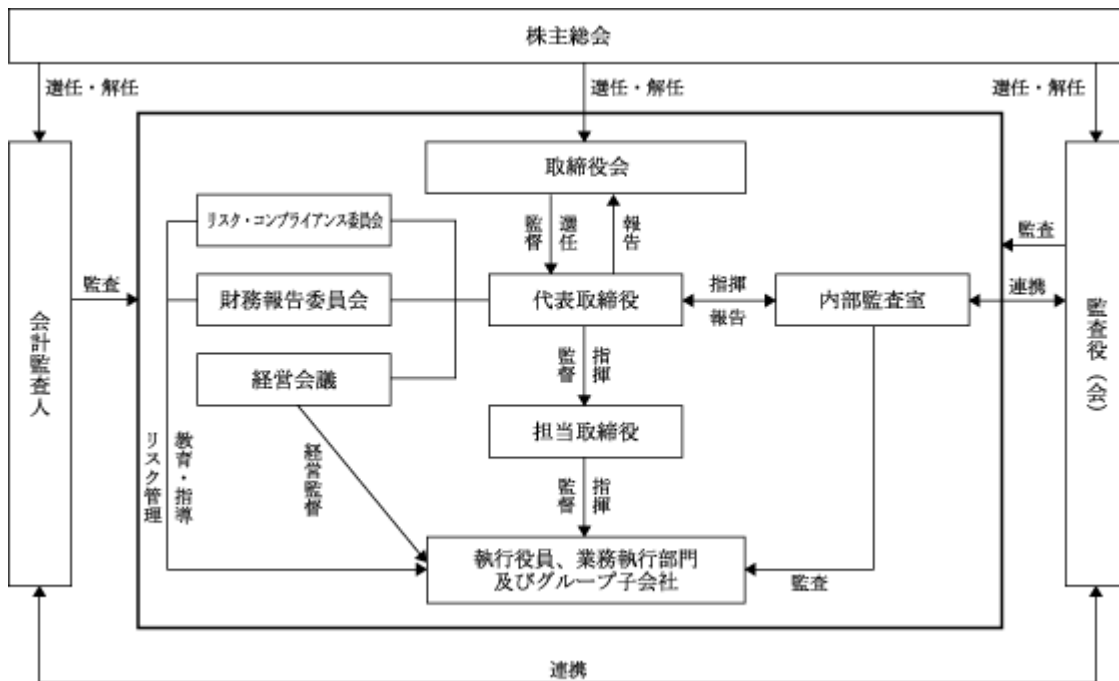 株主総会
選任・解任
選任・解任
選任・解任
取締役会
リスク・コンプライアンス委員会
監督
選任
報告
監査
監査
財務報告委員会
代表取締役
指揮
報告
内部監査室
連携
会計監査人
監査役（会）
経営会議
監督
指揮
担当取締役
リスク管理
教育・指導
経営監督
監督
指揮
執行役員、業務執行部門
及びグループ子会社
監査
連携